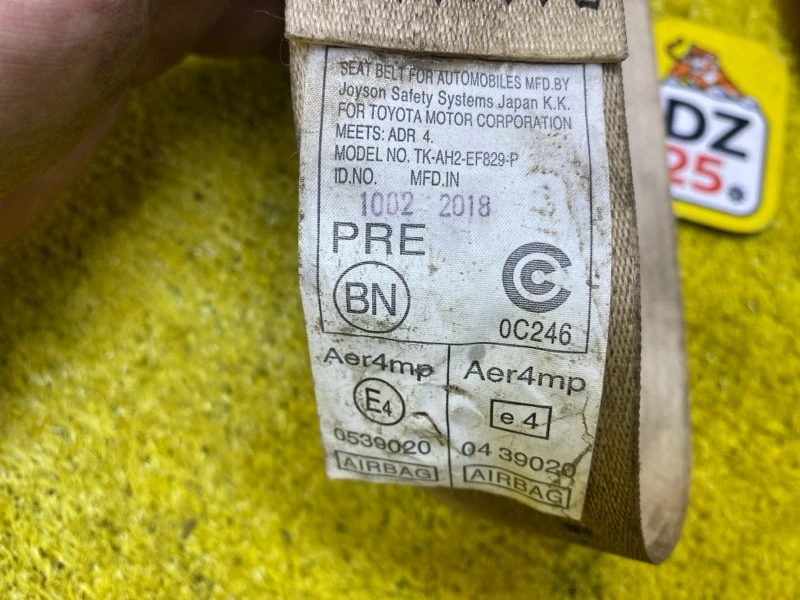 SEAT BELT FOR AUTOMOBILES MFD.BY
Joyson Safety Systems Japan K.K.
FOR TOYOTA MOTOR CORPORATION
MEETS: ADR 4.
MODEL NO. TK-AH2-EF829-P
ID.NO. MFD.IN
1002 2018
PRE
BN
C
0C246
Aer4mp
E4
0539020
AIRBAG
Aer4mp
e 4
04 39020
AIRBAG
DZ
25.